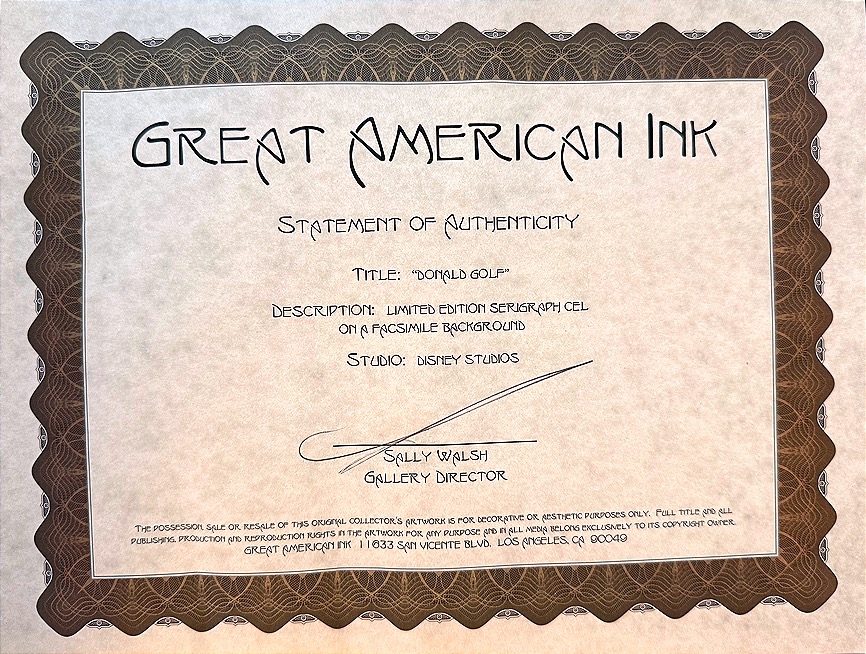 GREAT AMERICAN INK
STATEMENT OF AUTHENTICITY
TITLE: "DONALD GOLF"
DESCRIPTION: LIMITED EDITION SERIGRAPH CEL
ON A FACSIMILE BACKGROUND
STUDIO: DISNEY STUDIOS
SALLY WALSH
GALLERY DIRECTOR
THE POSSESSION, SALE OR RESALE OF THIS ORIGINAL COLLECTOR'S ARTWORK IS FOR DECORATIVE OR AESTHETIC PURPOSES ONLY. FULL TITLE AND ALL
PUBLISHING, PRODUCTION AND REPRODUCTION RIGHTS IN THE ARTWORK FOR ANY PURPOSE AND IN ALL MEDIA BELONG EXCLUSIVELY TO ITS COPYRIGHT OWNER.
GREAT AMERICAN INK 11633 SAN VICENTE BLVD. LOS ANGELES, CA 90049